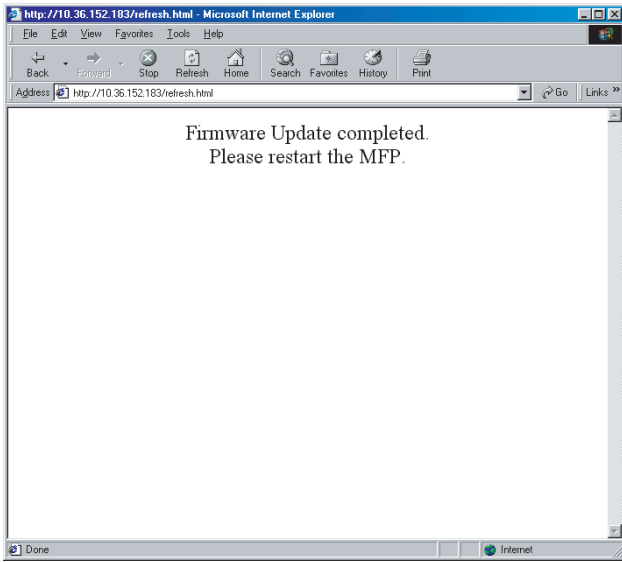 http://10.36.152.183/refresh.html - Microsoft Internet Explorer
File Edit View Favorites Tools Help
Back Forward Stop Refresh Home Search Favorites History Print
Address http://10.36.152.183/refresh.html Go Links »
Firmware Update completed.
Please restart the MFP.
Done Internet